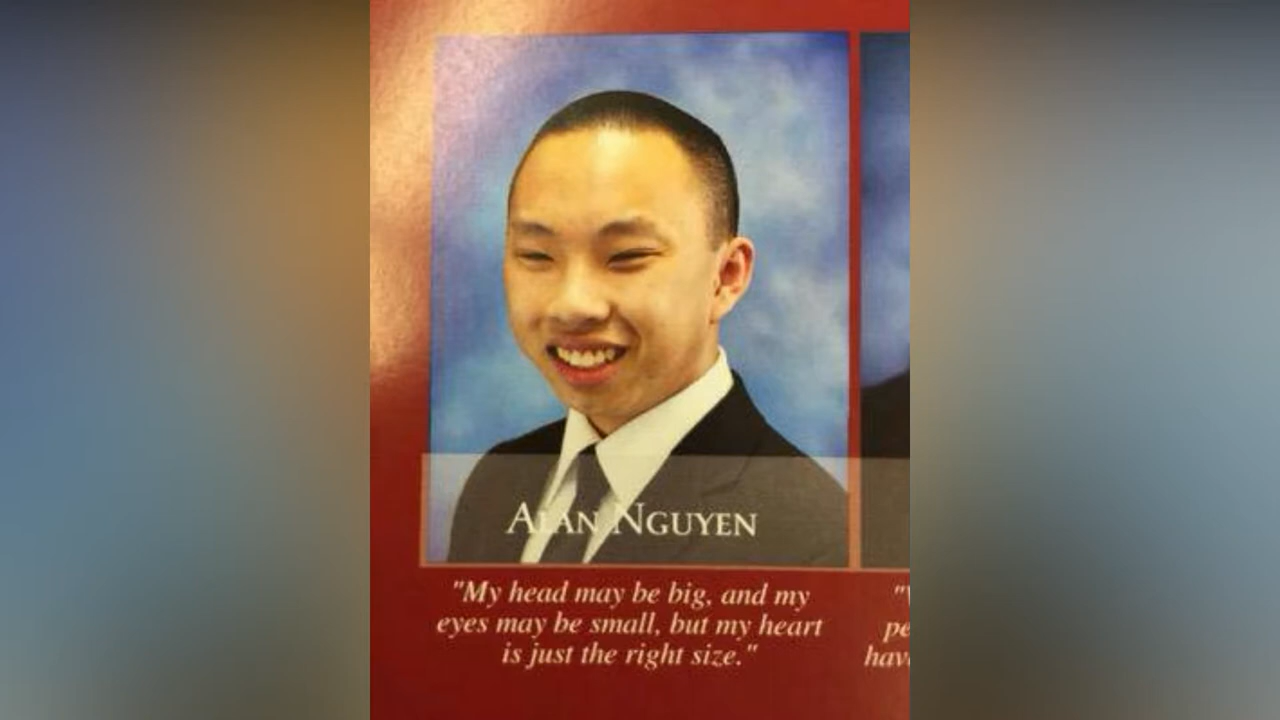 ALAN NGUYEN
"My head may be big, and my
eyes may be small, but my heart
is just the right size."